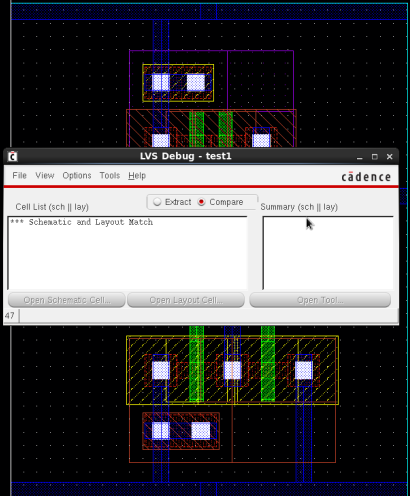 LVS Debug - test1
File View Options Tools Help
cādence
Extract Compare
Cell List (sch || lay)
Summary (sch || lay)
*** Schematic and Layout Match
Open Schematic Cell...
Open Layout Cell...
Open Tool...
47